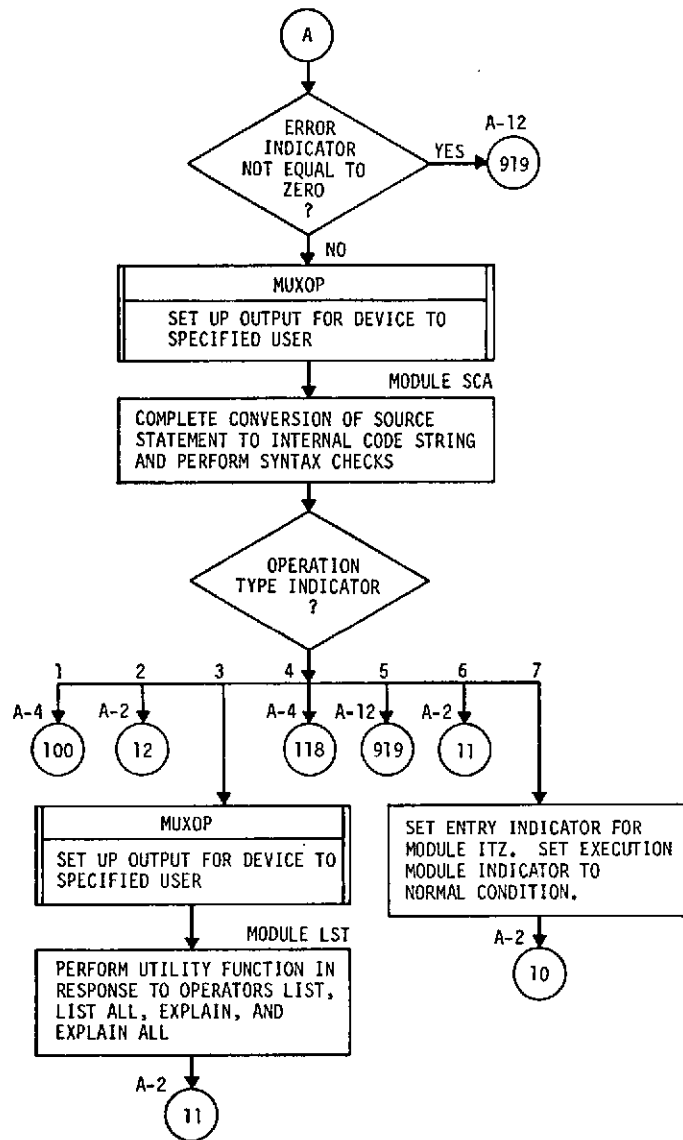 A
ERROR
INDICATOR
NOT EQUAL TO
ZERO
?
YES
A-12
919
NO
MUXOP
SET UP OUTPUT FOR DEVICE TO
SPECIFIED USER
MODULE SCA
COMPLETE CONVERSION OF SOURCE
STATEMENT TO INTERNAL CODE STRING
AND PERFORM SYNTAX CHECKS
OPERATION
TYPE INDICATOR
?
1 2 3 4 5 6 7
A-4 A-2 A-4 A-12 A-2
100 12 118 919 11
MUXOP
SET UP OUTPUT FOR DEVICE TO
SPECIFIED USER
MODULE LST
PERFORM UTILITY FUNCTION IN
RESPONSE TO OPERATORS LIST,
LIST ALL, EXPLAIN, AND
EXPLAIN ALL
A-2
11
SET ENTRY INDICATOR FOR
MODULE ITZ. SET EXECUTION
MODULE INDICATOR TO
NORMAL CONDITION.
A-2
10